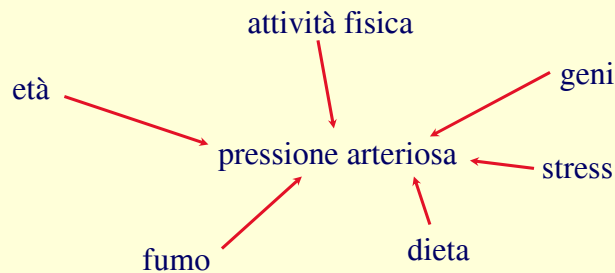 attività fisica
geni
età
pressione arteriosa
stress
dieta
fumo